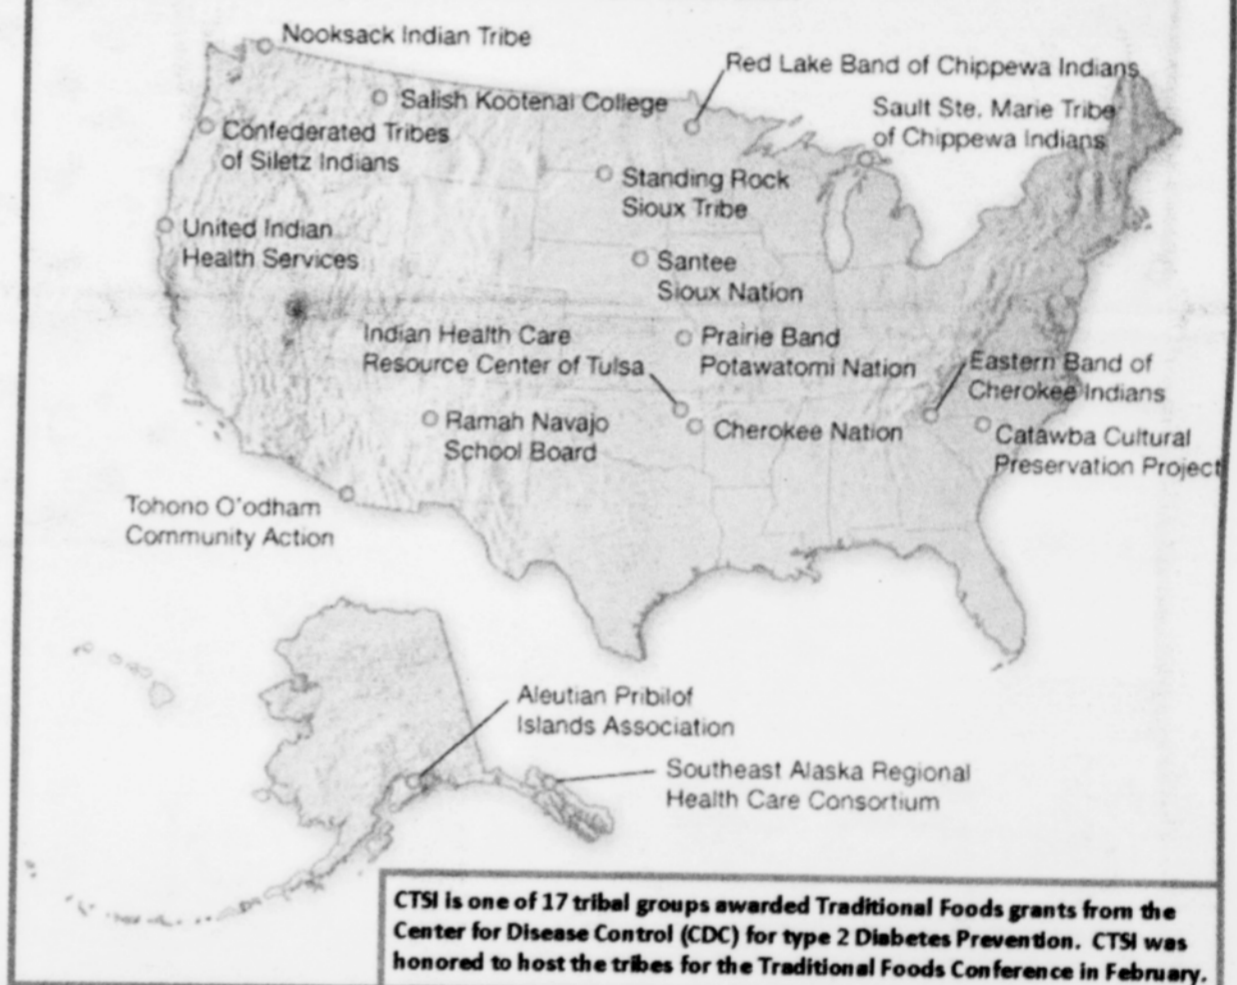 Nooksack Indian Tribe
Red Lake Band of Chippewa Indians
Salish Kootenai College
Sault Ste. Marie Tribe
of Chippewa Indians
Confederated Tribes
of Siletz Indians
Standing Rock
Sioux Tribe
United Indian
Health Services
Santee
Sioux Nation
Indian Health Care
Resource Center of Tulsa
Prairie Band
Potawatomi Nation
Eastern Band of
Cherokee Indians
Ramah Navajo
School Board
Cherokee Nation
Catawba Cultural
Preservation Project
Tohono O'odham
Community Action
Aleutian Pribilof
Islands Association
Southeast Alaska Regional
Health Care Consortium
CTSI is one of 17 tribal groups awarded Traditional Foods grants from the
Center for Disease Control (CDC) for type 2 Diabetes Prevention. CTSI was
honored to host the tribes for the Traditional Foods Conference in February.